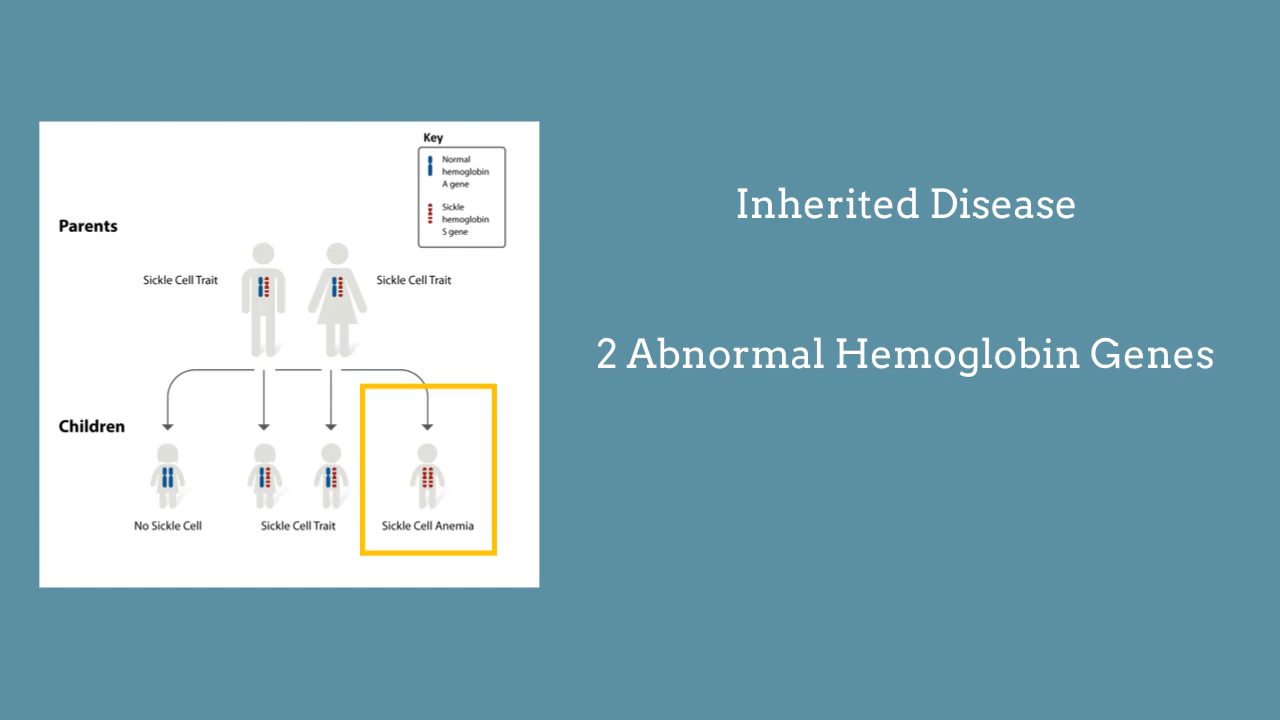 Key
Normal
hemoglobin
A gene
Sickle
hemoglobin
S gene
Parents
Sickle Cell Trait
Sickle Cell Trait
Children
No Sickle Cell
Sickle Cell Trait
Sickle Cell Anemia
Inherited Disease
2 Abnormal Hemoglobin Genes